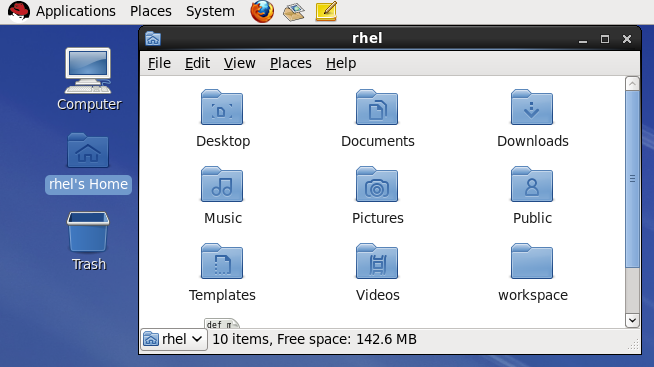 Applications Places System
rhel
File Edit View Places Help
Computer
rhel's Home
Trash
Desktop Documents Downloads
Music Pictures Public
Templates Videos workspace
def m
rhel 10 items, Free space: 142.6 MB